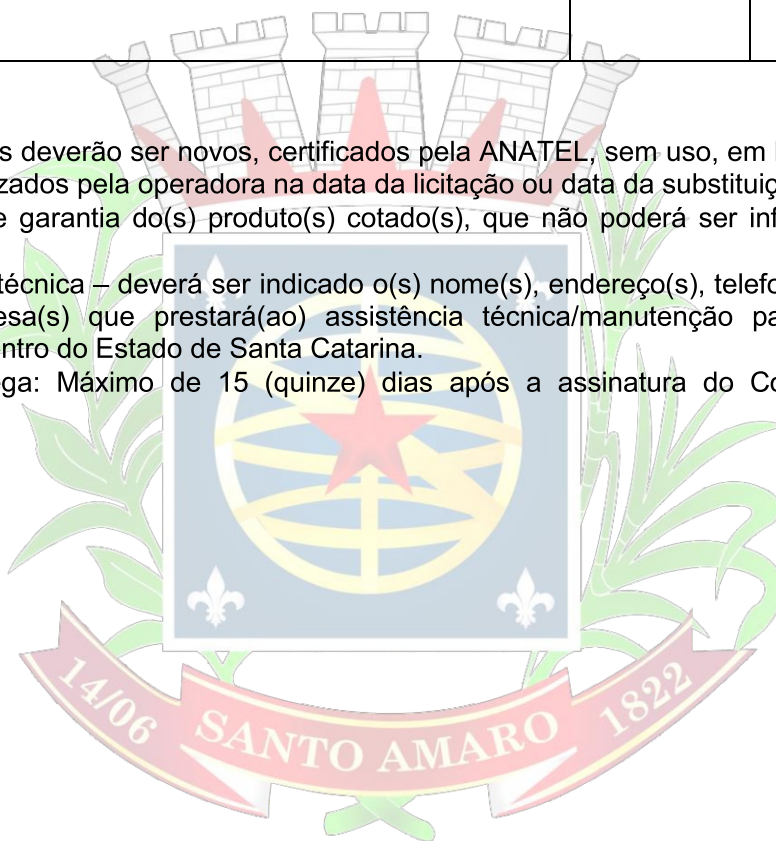 s deverão ser novos, certificados pela ANATEL, sem uso, em
zados pela operadora na data da licitação ou data da substituiç
e garantia do(s) produto(s) cotado(s), que não poderá ser inf
técnica – deverá ser indicado o(s) nome(s), endereço(s), telefo
esa(s) que prestará(ao) assistência técnica/manutenção pa
ntro do Estado de Santa Catarina.
ga: Máximo de 15 (quinze) dias após a assinatura do Co
14/06 SANTO AMARO 1822